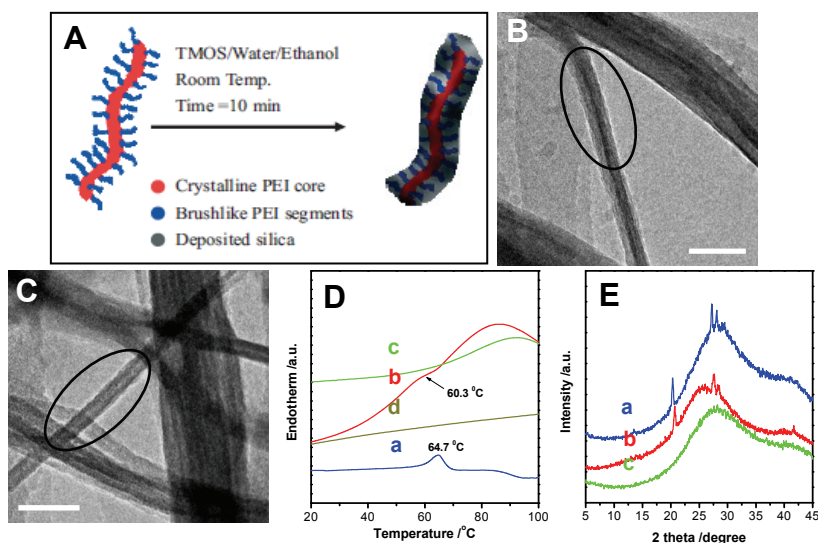 A
TMOS/Water/Ethanol
Room Temp.
Time =10 min
Crystalline PEI core
Brushlike PEI segments
Deposited silica
B
C
D
Endotherm /a.u.
c
b
60.3 °C
d
a
64.7 °C
20
40
60
80
100
Temperature /°C
E
Intensity /a.u.
a
b
c
5
10
15
20
25
30
35
40
45
2 theta /degree